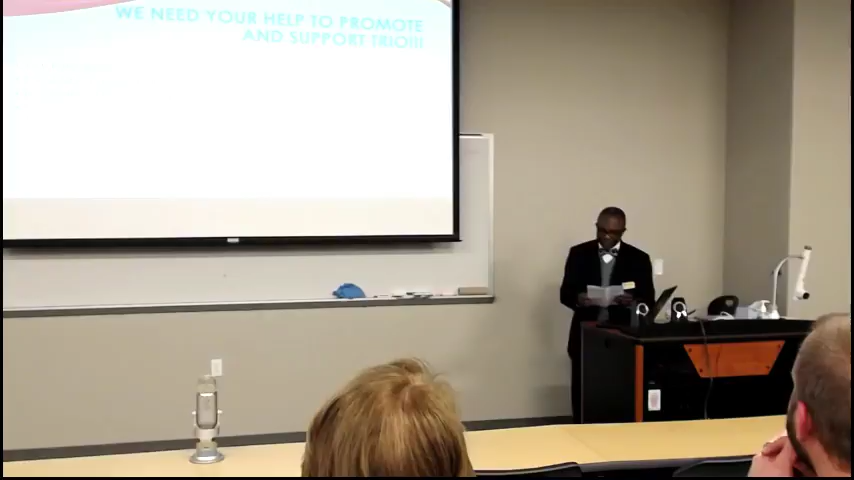 WE NEED YOUR HELP TO PROMOTE
AND SUPPORT TRIO!!!